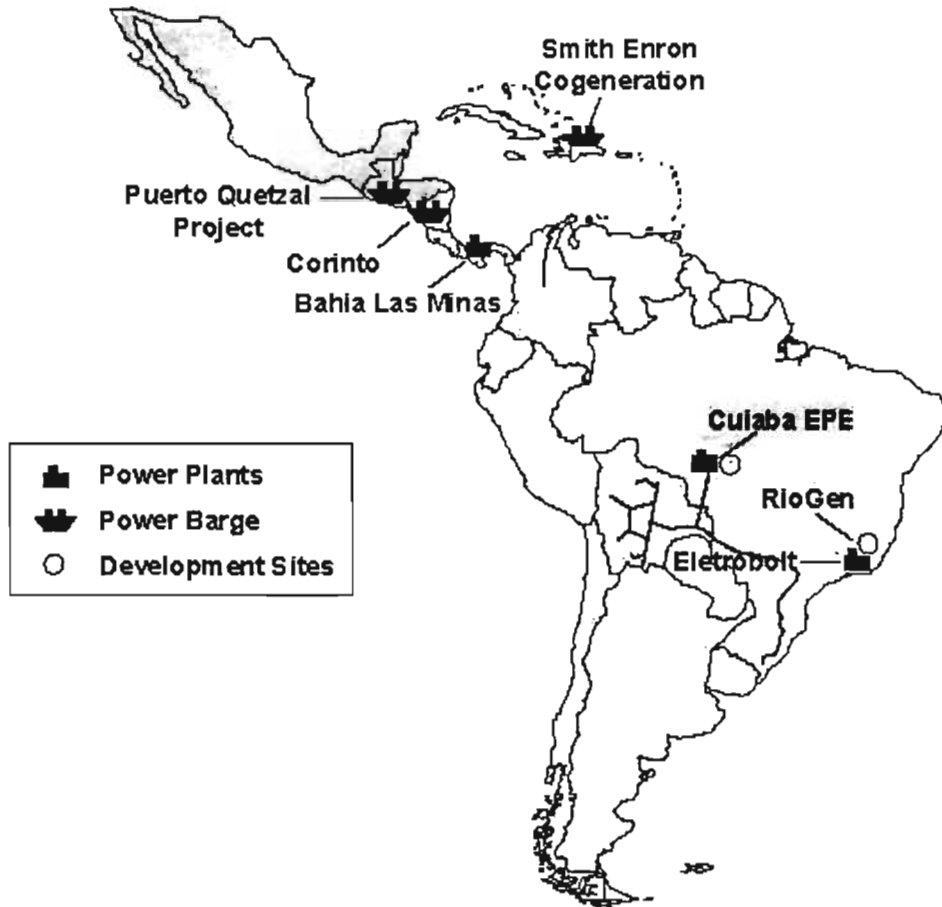 Smith Enron
Cogeneration
Puerto Quetzal
Project
Corinto
Bahia Las Minas
Cuiaba EPE
RioGen
Eletrobolt
Power Plants
Power Barge
Development Sites